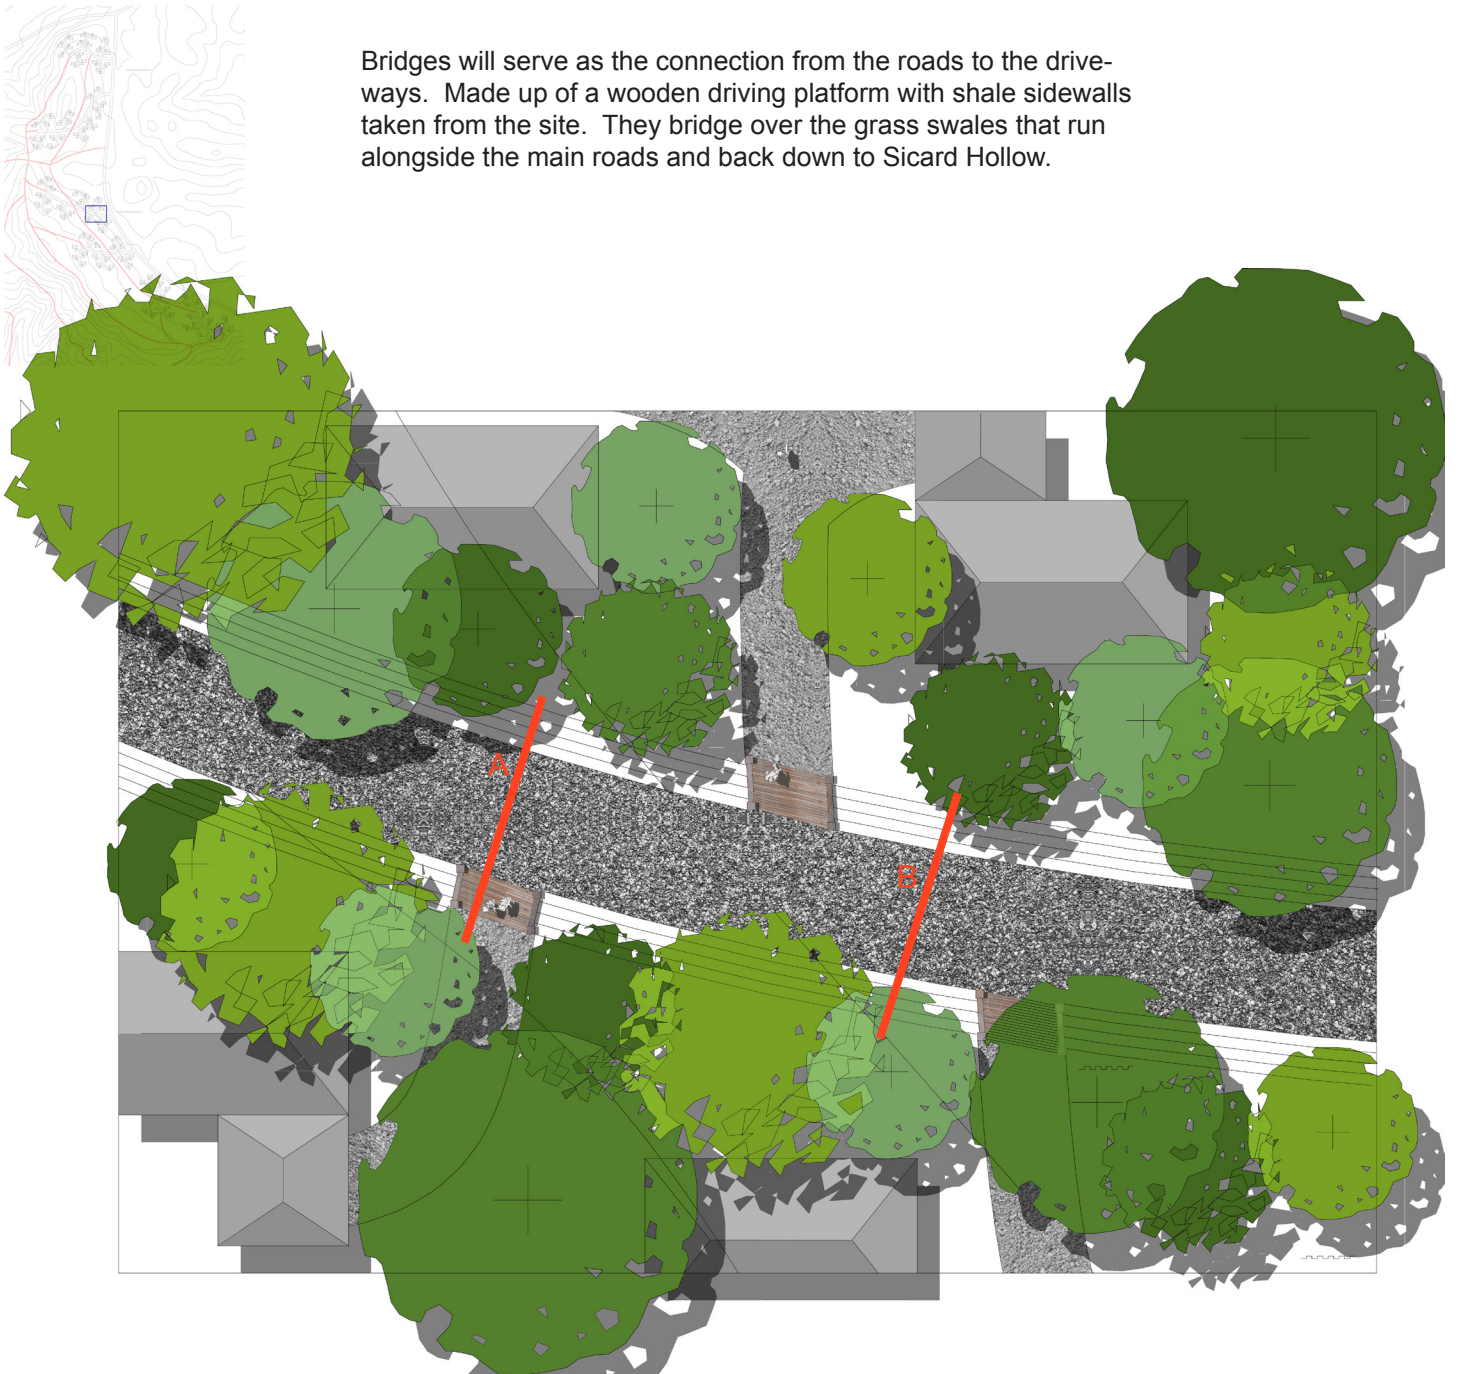 Bridges will serve as the connection from the roads to the drive-
ways.  Made up of a wooden driving platform with shale sidewalls
taken from the site.  They bridge over the grass swales that run
alongside the main roads and back down to Sicard Hollow.
A
B